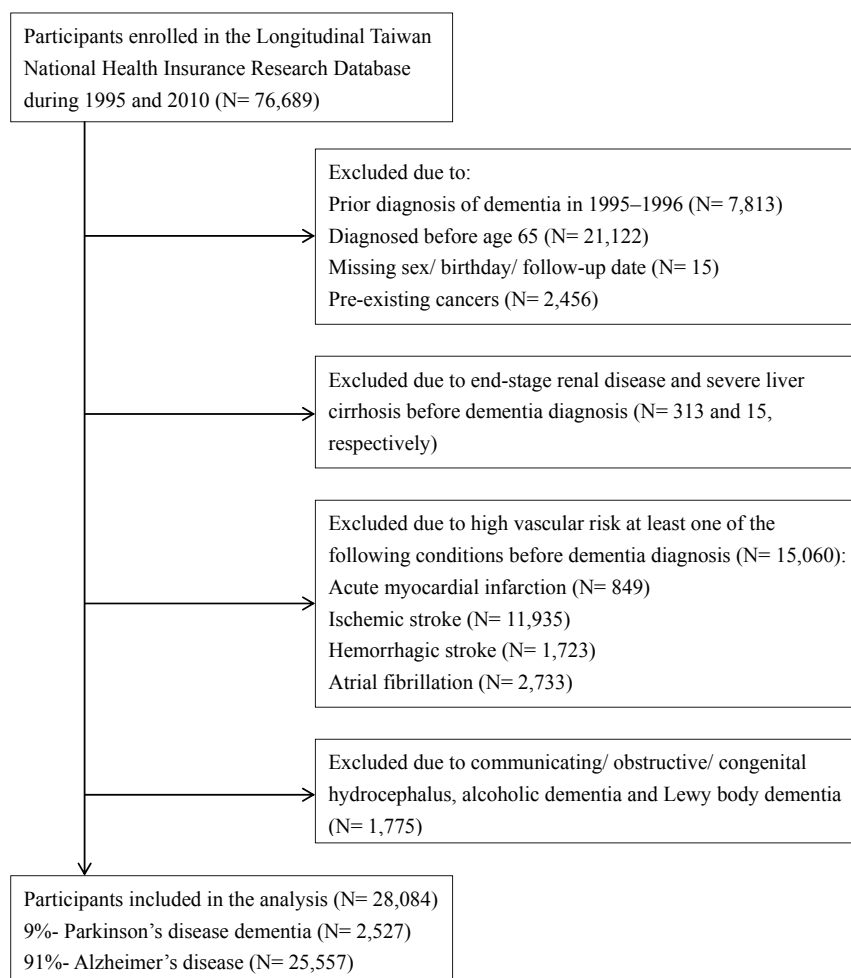 Participants enrolled in the Longitudinal Taiwan
National Health Insurance Research Database
during 1995 and 2010 (N= 76,689)
Excluded due to:
Prior diagnosis of dementia in 1995–1996 (N= 7,813)
Diagnosed before age 65 (N= 21,122)
Missing sex/ birthday/ follow-up date (N= 15)
Pre-existing cancers (N= 2,456)
Excluded due to end-stage renal disease and severe liver
cirrhosis before dementia diagnosis (N= 313 and 15,
respectively)
Excluded due to high vascular risk at least one of the
following conditions before dementia diagnosis (N= 15,060):
Acute myocardial infarction (N= 849)
Ischemic stroke (N= 11,935)
Hemorrhagic stroke (N= 1,723)
Atrial fibrillation (N= 2,733)
Excluded due to communicating/ obstructive/ congenital
hydrocephalus, alcoholic dementia and Lewy body dementia
(N= 1,775)
Participants included in the analysis (N= 28,084)
9%- Parkinson’s disease dementia (N= 2,527)
91%- Alzheimer’s disease (N= 25,557)